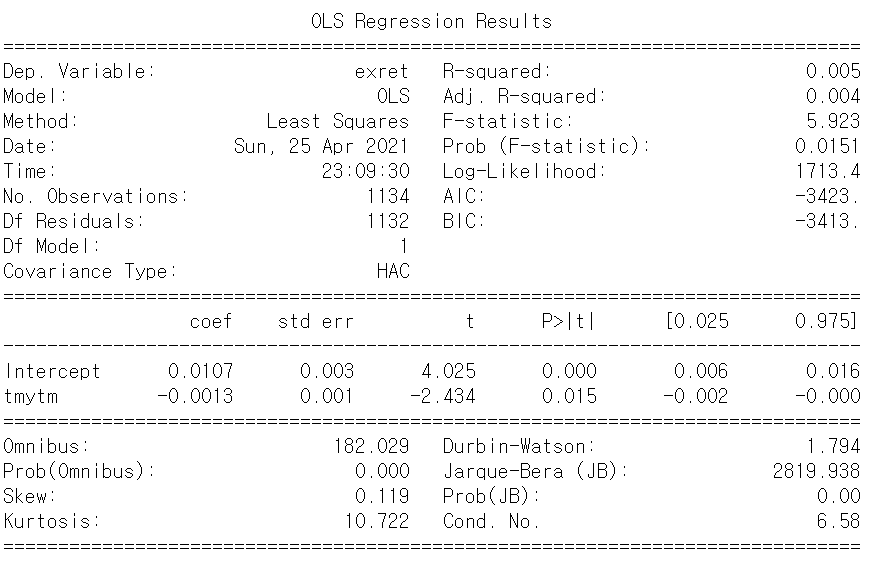 OLS Regression Results
==============================================================================
Dep. Variable: exret R-squared: 0.005
Model: OLS Adj. R-squared: 0.004
Method: Least Squares F-statistic: 5.923
Date: Sun, 25 Apr 2021 Prob (F-statistic): 0.0151
Time: 23:09:30 Log-Likelihood: 1713.4
No. Observations: 1134 AIC: -3423.
Df Residuals: 1132 BIC: -3413.
Df Model: 1
Covariance Type: HAC
==============================================================================
coef std err t P>|t| [0.025 0.975]
------------------------------------------------------------------------------
Intercept 0.0107 0.003 4.025 0.000 0.006 0.016
tmytm -0.0013 0.001 -2.434 0.015 -0.002 -0.000
==============================================================================
Omnibus: 182.029 Durbin-Watson: 1.794
Prob(Omnibus): 0.000 Jarque-Bera (JB): 2819.938
Skew: 0.119 Prob(JB): 0.00
Kurtosis: 10.722 Cond. No. 6.58
==============================================================================